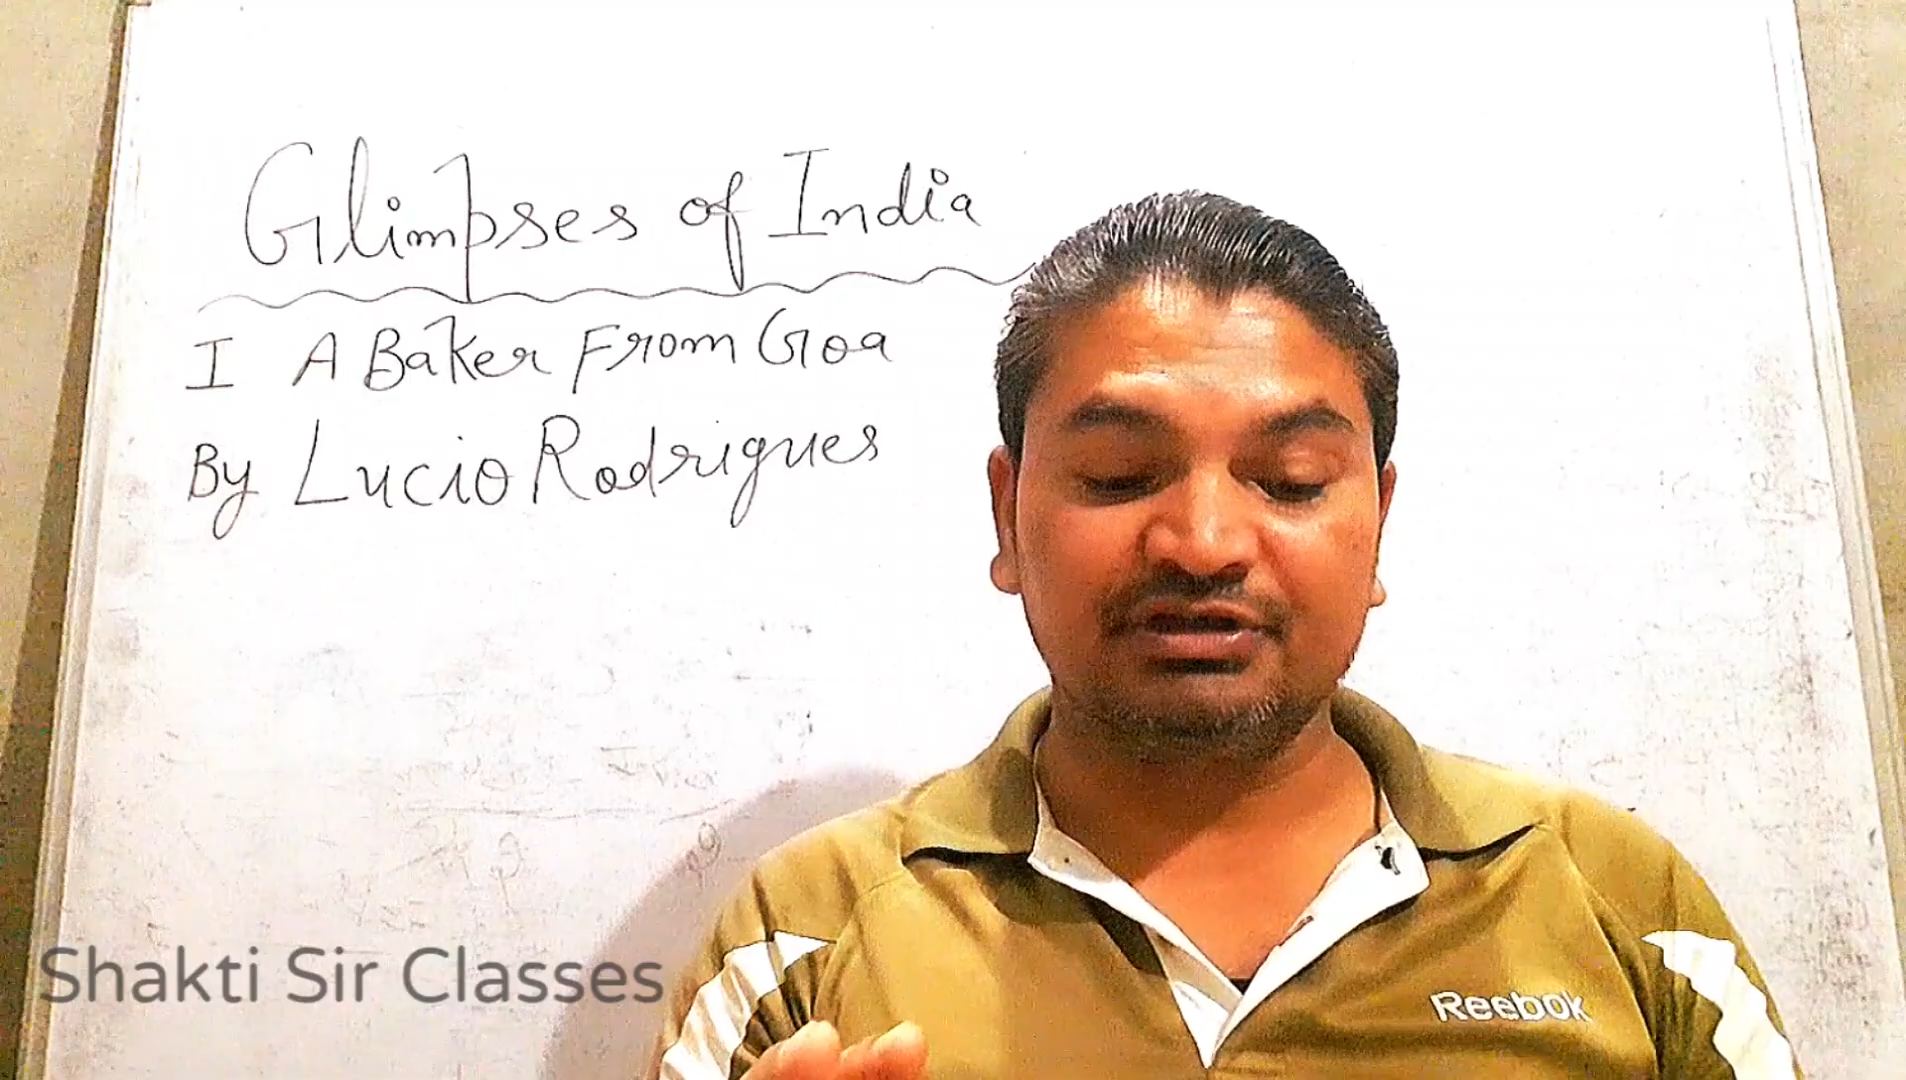 Glimpses of India
I A Baker From Goa
By Lucio Rodrigues
Shakti Sir Classes
Reebok